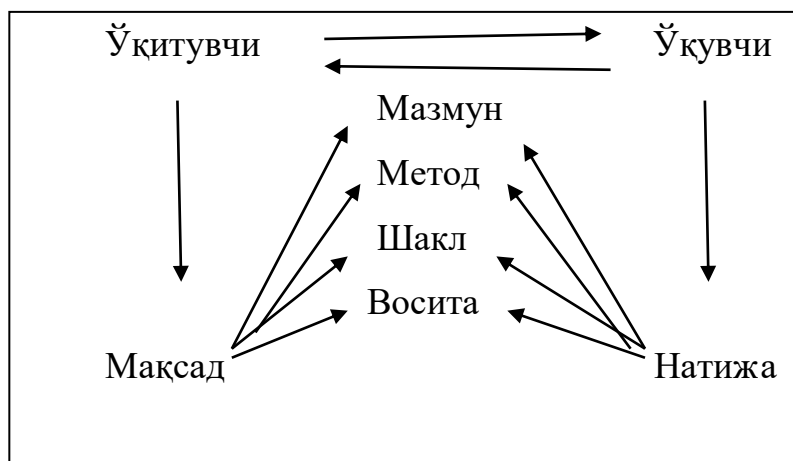 Ўқитувчи Ўқувчи
Мазмун
Метод
Шакл
Восита
Мақсад Натижа